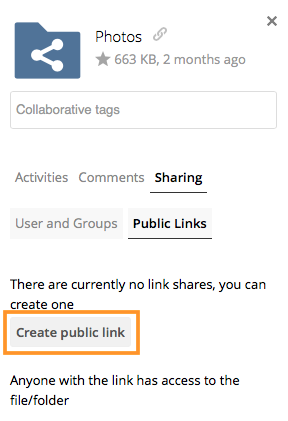 Photos
663 KB, 2 months ago
Collaborative tags
Activities Comments Sharing
User and Groups Public Links
There are currently no link shares, you can
create one
Create public link
Anyone with the link has access to the
file/folder